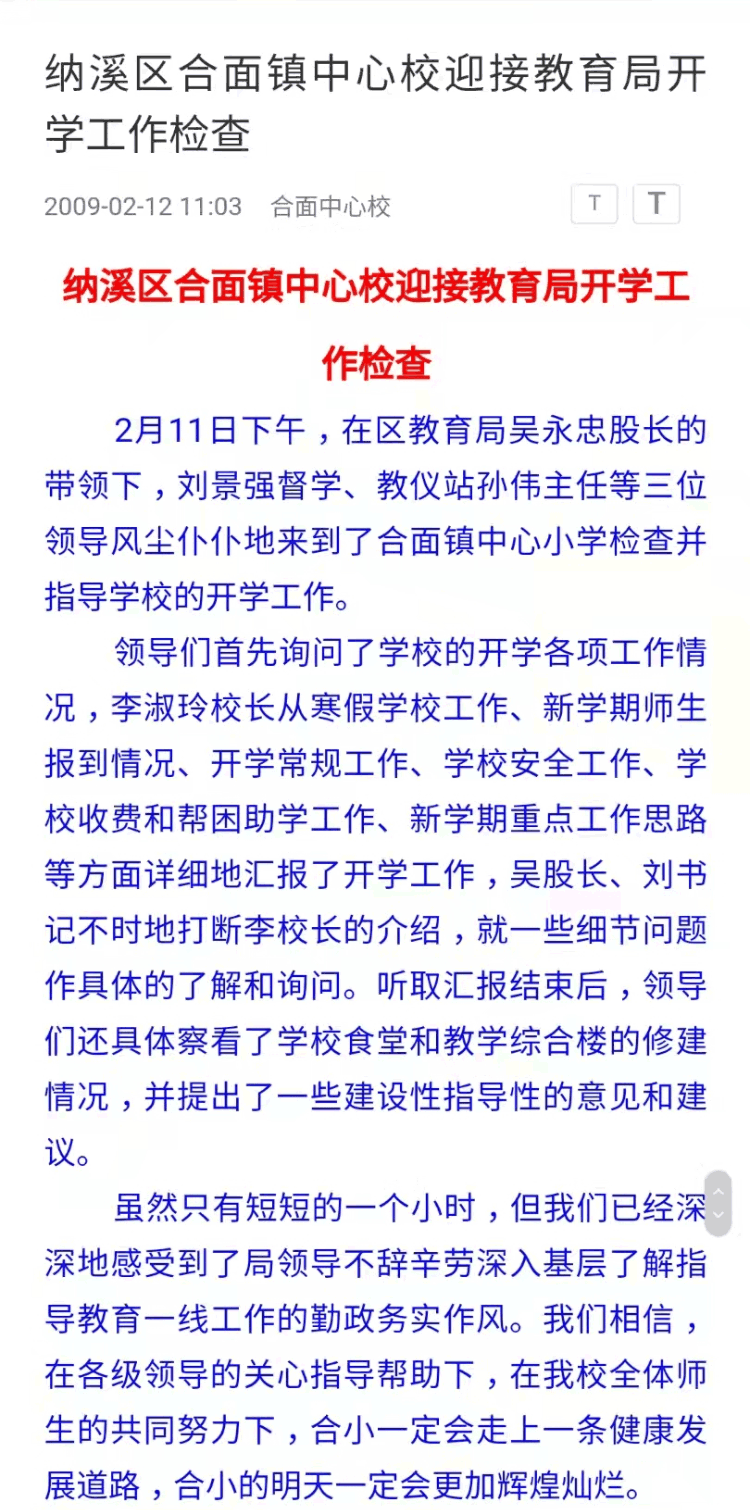 纳溪区合面镇中心校迎接教育局开
学工作检查
2009-02-12 11:03 合面中心校 T T
纳溪区合面镇中心校迎接教育局开学工
作检查
2月11日下午，在区教育局吴永忠股长的
带领下，刘景强督学、教仪站孙伟主任等三位
领导风尘仆仆地来到了合面镇中心小学检查并
指导学校的开学工作。
领导们首先询问了学校的开学各项工作情
况，李淑玲校长从寒假学校工作、新学期师生
报到情况、开学常规工作、学校安全工作、学
校收费和帮困助学工作、新学期重点工作思路
等方面详细地汇报了开学工作，吴股长、刘书
记不时地打断李校长的介绍，就一些细节问题
作具体的了解和询问。听取汇报结束后，领导
们还具体察看了学校食堂和教学综合楼的修建
情况，并提出了一些建设性指导性的意见和建
议。
虽然只有短短的一个小时，但我们已经深
深地感受到了局领导不辞辛劳深入基层了解指
导教育一线工作的勤政务实作风。我们相信，
在各级领导的关心指导帮助下，在我校全体师
生的共同努力下，合小一定会走上一条健康发
展道路，合小的明天一定会更加辉煌灿烂。